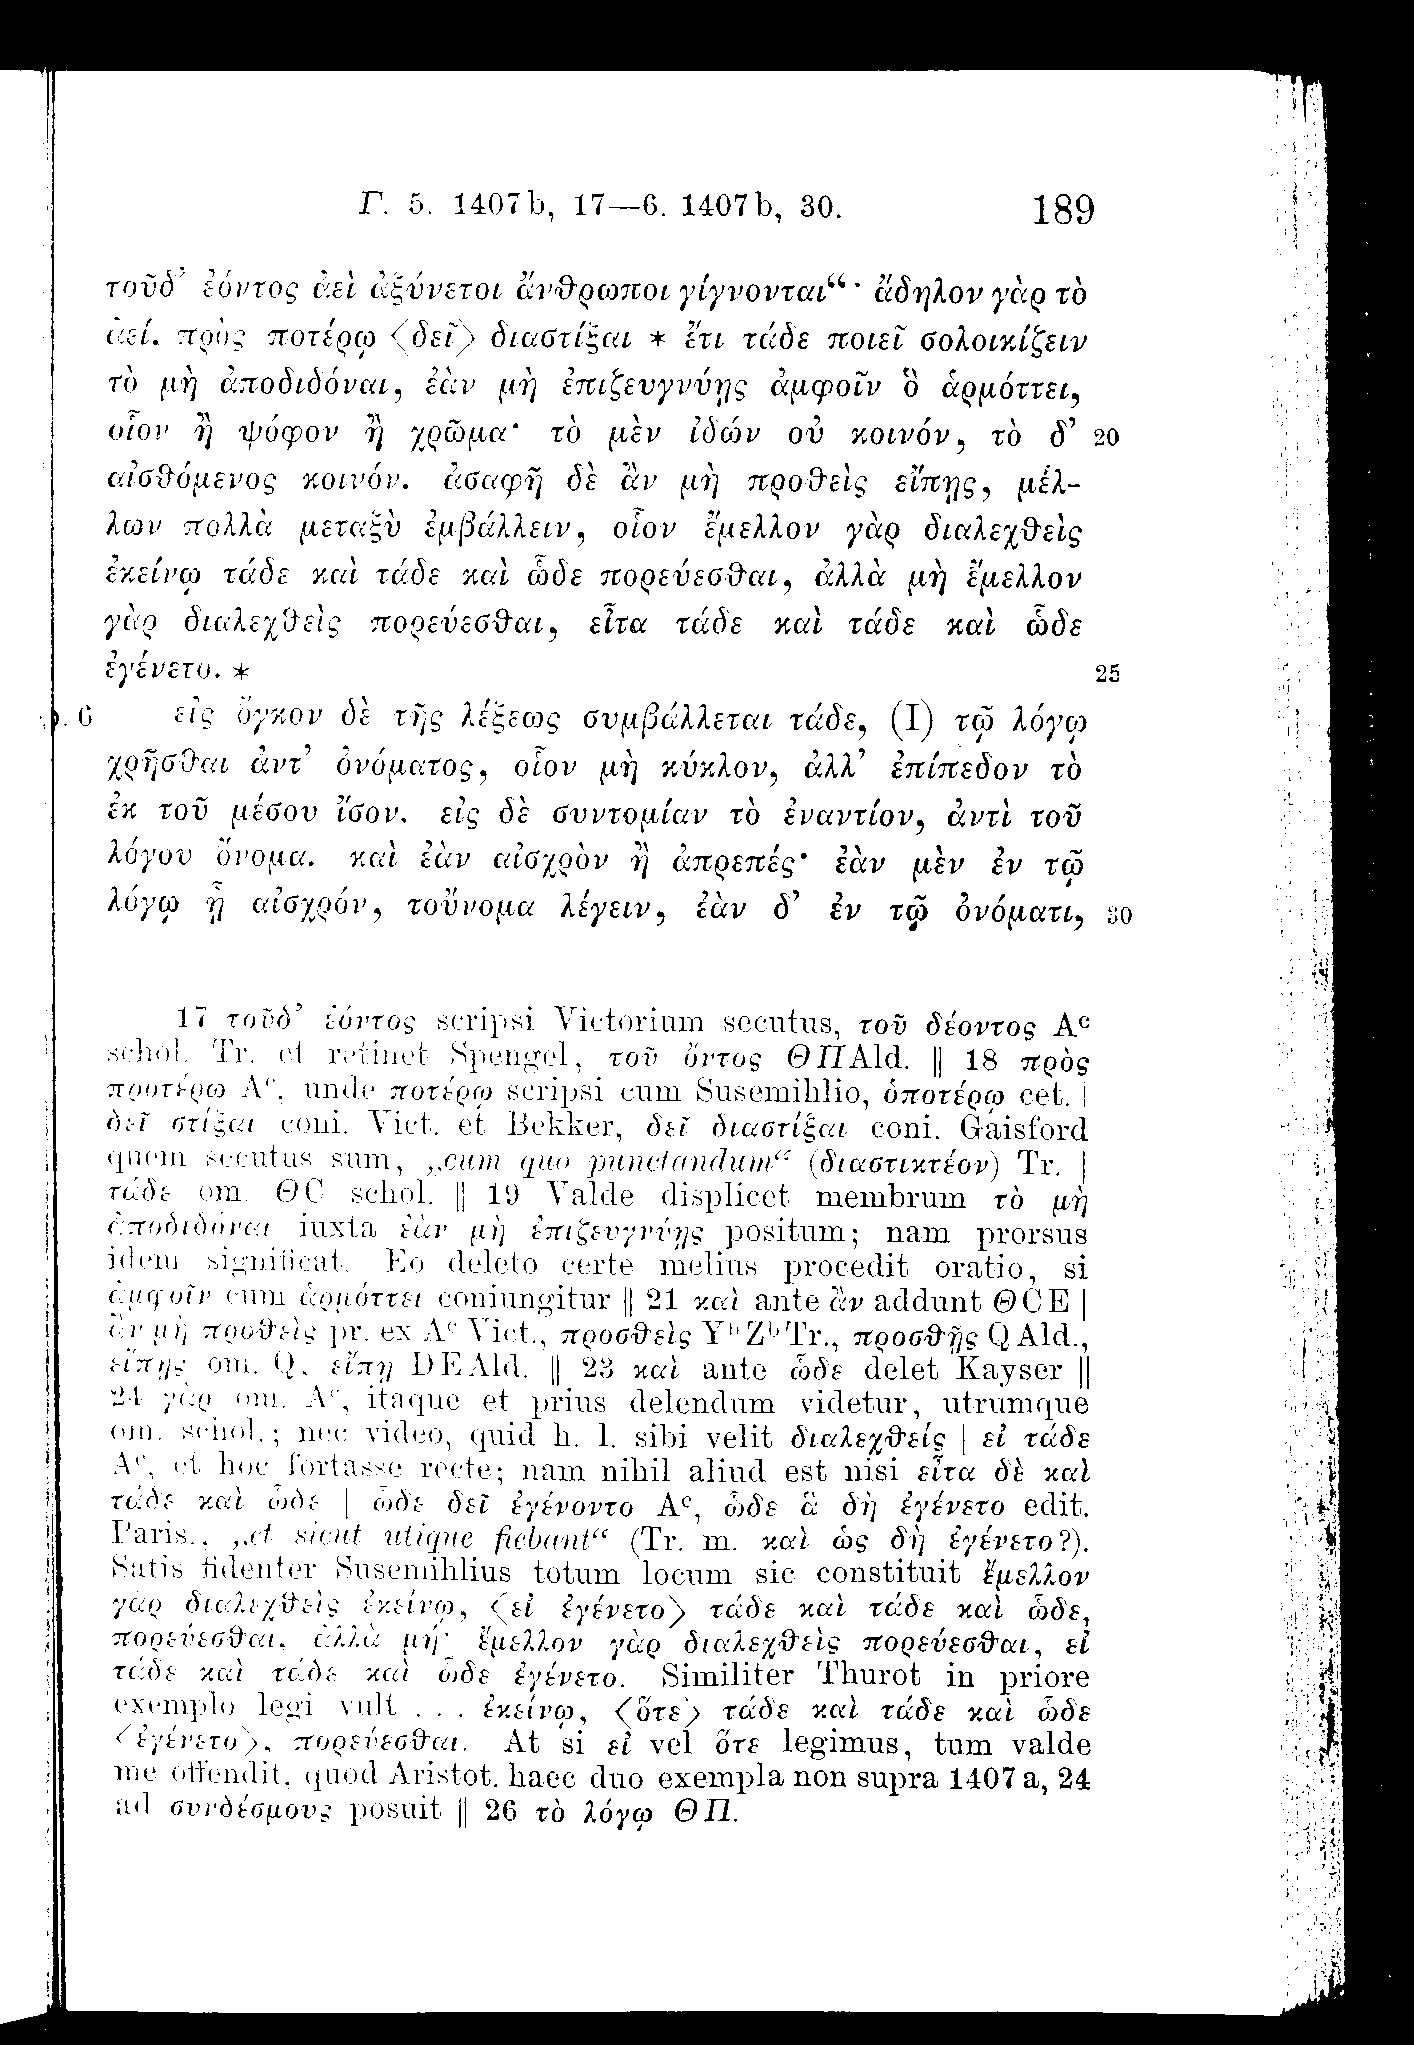 Γ. 5. 1407b, 17—6. 1407b, 30. 189
τοῦδ’ ἐόντος ἀεὶ ἀξύνετοι ἄνθρωποι γίγνονται“· ἄδηλον γὰρ τὸ
ἀεί. πρὸς ποτέρῳ ⟨δεῖ⟩ διαστίξαι * ἔτι τάδε ποιεῖ σολοικίζειν
τὸ μὴ ἀποδιδόναι, ἐὰν μὴ ἐπιζευγνύῃς ἀμφοῖν ὃ ἁρμόττει,
οἷον ἢ ψόφον ἢ χρῶμα· τὸ μὲν ἰδών οὐ κοινόν, τὸ δ’ 20
αἰσθόμενος κοινόν. ἀσαφῆ δὲ ἂν μὴ προθεὶς εἴπῃς, μέλ-
λων πολλὰ μεταξὺ ἐμβάλλειν, οἷον ἔμελλον γὰρ διαλεχθεὶς
ἐκείνῳ τάδε καὶ τάδε καὶ ὧδε πορεύεσθαι, ἀλλὰ μὴ ἔμελλον
γὰρ διαλεχθεὶς πορεύεσθαι, εἶτα τάδε καὶ τάδε καὶ ὧδε
ἐγένετο. * 25
p. 6 εἰς ὄγκον δὲ τῆς λέξεως συμβάλλεται τάδε, (I) τῷ λόγῳ
χρῆσθαι ἀντ’ ὀνόματος, οἷον μὴ κύκλον, ἀλλ’ ἐπίπεδον τὸ
ἐκ τοῦ μέσου ἴσον. εἰς δὲ συντομίαν τὸ ἐναντίον, ἀντὶ τοῦ
λόγου ὄνομα. καὶ ἐὰν αἰσχρὸν ἢ ἀπρεπές· ἐὰν μὲν ἐν τῷ
λόγῳ ᾖ αἰσχρόν, τοὔνομα λέγειν, ἐὰν δ’ ἐν τῷ ὀνόματι, 30
17 τοῦδ’ ἐόντος scripsi Victorium secutus, τοῦ δέοντος Aᶜ
schol. Tr. et retinet Spengel, τοῦ ὄντος ΘΠAld. || 18 πρὸς
προτέρω Aᶜ, unde ποτέρῳ scripsi cum Susemihlio, ὁποτέρῳ cet. |
δεῖ στίξαι coni. Vict. et Bekker, δεῖ διαστίξαι coni. Gaisford
quem secutus sum, „cum quo punctandum“ (διαστικτέον) Tr. |
τάδε om. ΘC schol. || 19 Valde displicet membrum τὸ μὴ
ἀποδιδόναι iuxta ἐὰν μὴ ἐπιζευγνύῃς positum; nam prorsus
idem significat. Eo deleto certe melius procedit oratio, si
ἀμφοῖν cum ἁρμόττει coniungitur || 21 καὶ ante ἂν addunt ΘCE |
ἂν μὴ προθεὶς pr. ex Aᶜ Vict., προσθεὶς YᵇZᵇTr., προσθῇς QAld.,
εἴπῃς om. Q, εἴπῃ DEAld. || 23 καὶ ante ὧδε delet Kayser ||
24 γὰρ om. Aᶜ, itaque et prius delendum videtur, utrumque
om. schol.; nec video, quid h. l. sibi velit διαλεχθείς | εἰ τάδε
Aᶜ, et hoc fortasse recte; nam nihil aliud est nisi εἶτα δὲ καὶ
τάδε καὶ ὧδε | ὧδε δεῖ ἐγένοντο Aᶜ, ὧδε ἃ δὴ ἐγένετο edit.
Paris., „et sicut utique fiebant“ (Tr. m. καὶ ὡς δὴ ἐγένετο?).
Satis fidenter Susemihlius totum locum sic constituit ἔμελλον
γὰρ διαλεχθεὶς ἐκείνῳ, ⟨εἰ ἐγένετο⟩ τάδε καὶ τάδε καὶ ὧδε,
πορεύεσθαι, ἀλλὰ μή· ἔμελλον γὰρ διαλεχθεὶς πορεύεσθαι, εἰ
τάδε καὶ τάδε καὶ ὧδε ἐγένετο. Similiter Thurot in priore
exemplo legi vult . . . ἐκείνῳ, ⟨ὅτε⟩ τάδε καὶ τάδε καὶ ὧδε
⟨ἐγένετο⟩, πορεύεσθαι. At si εἰ vel ὅτε legimus, tum valde
me offendit, quod Aristot. haec duo exempla non supra 1407a, 24
ad συνδέσμους posuit || 26 τὸ λόγῳ ΘΠ.